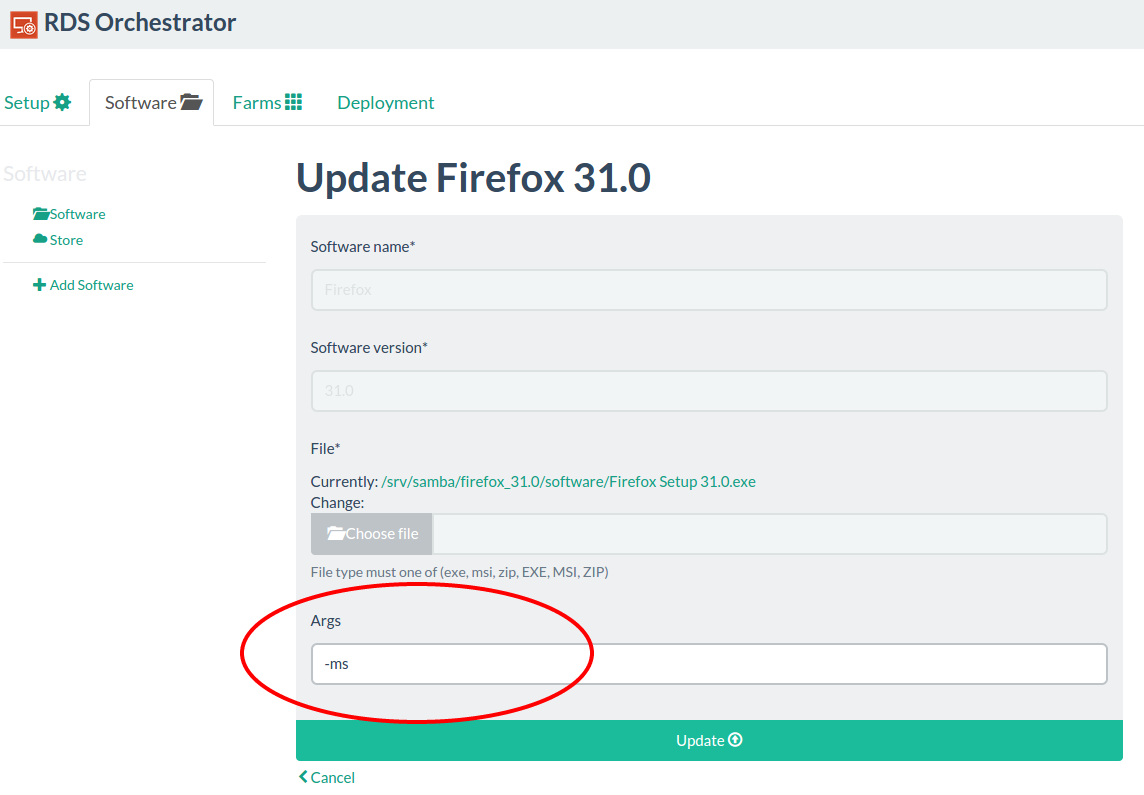 RDS Orchestrator
Setup Software Farms Deployment
Software
Software
Store
Add Software
Update Firefox 31.0
Software name*
Firefox
Software version*
31.0
File*
Currently: /srv/samba/firefox_31.0/software/Firefox Setup 31.0.exe
Change:
Choose file
File type must one of (exe, msi, zip, EXE, MSI, ZIP)
Args
-ms
Update
Cancel